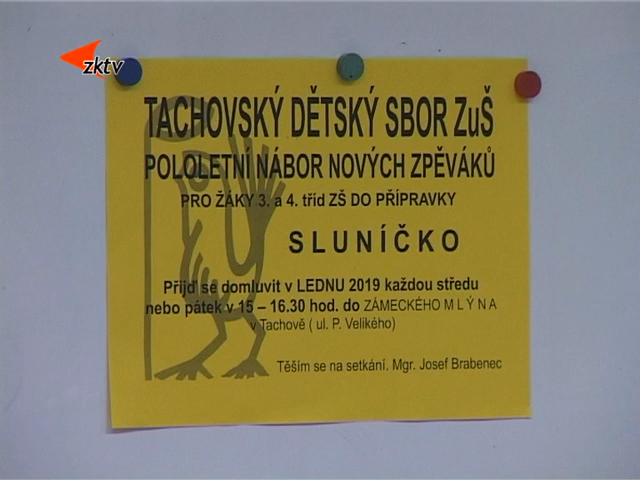 zktv
TACHOVSKÝ DĚTSKÝ SBOR ZuŠ
POLOLETNÍ NÁBOR NOVÝCH ZPĚVÁKŮ
PRO ŽÁKY 3. a 4. tříd ZŠ DO PŘÍPRAVKY
SLUNÍČKO
Přijď se domluvit v LEDNU 2019 každou středu
nebo pátek v 15 – 16.30 hod. do ZÁMECKÉHO MLÝNA
v Tachově ( ul. P. Velikého)
Těším se na setkání, Mgr. Josef Brabenec